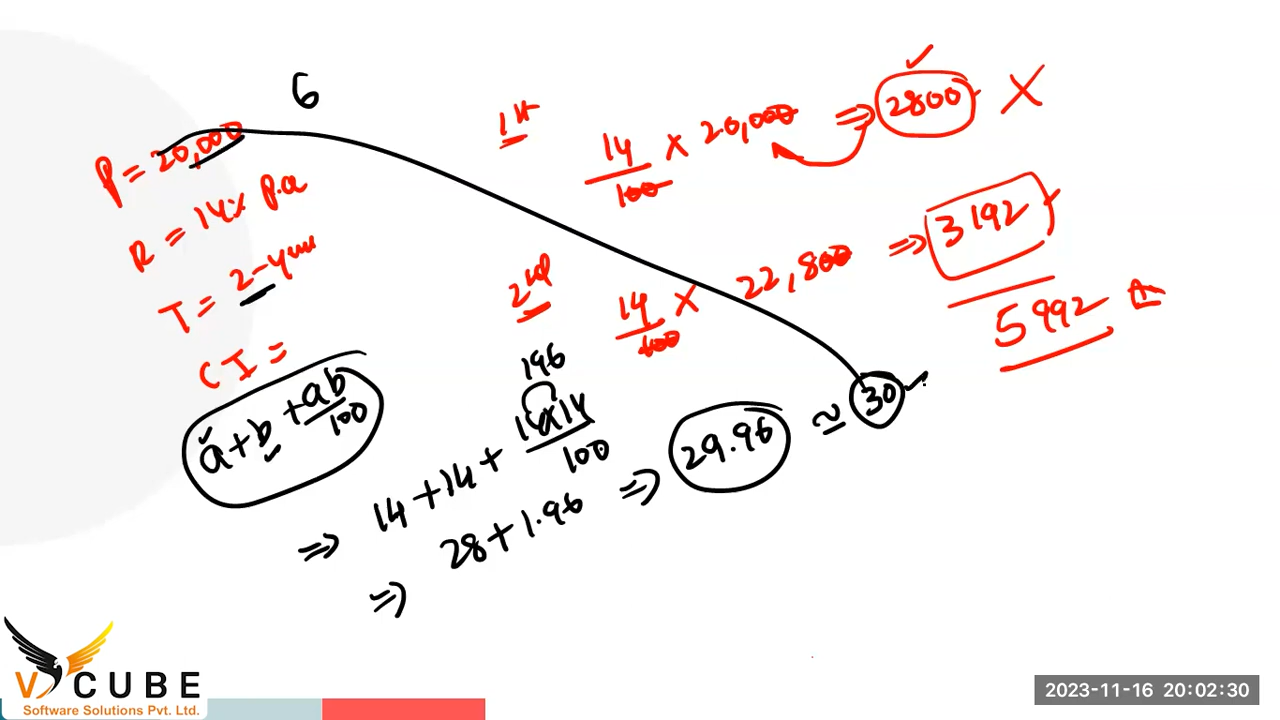 6
P = 20,000
R = 14% p.a
T = 2-years
CI =
1st 14/100 × 20,000 ⇒ 2800 ✓ ×
2nd 14/100 × 22,800 ⇒ 3192
5992
a+b+ab/100
196
⇒ 14+14+14×14/100
⇒ 28+1.96 ⇒ 29.96 ≅ 30 ✓
V CUBE
Software Solutions Pvt. Ltd.
2023-11-16 20:02:30